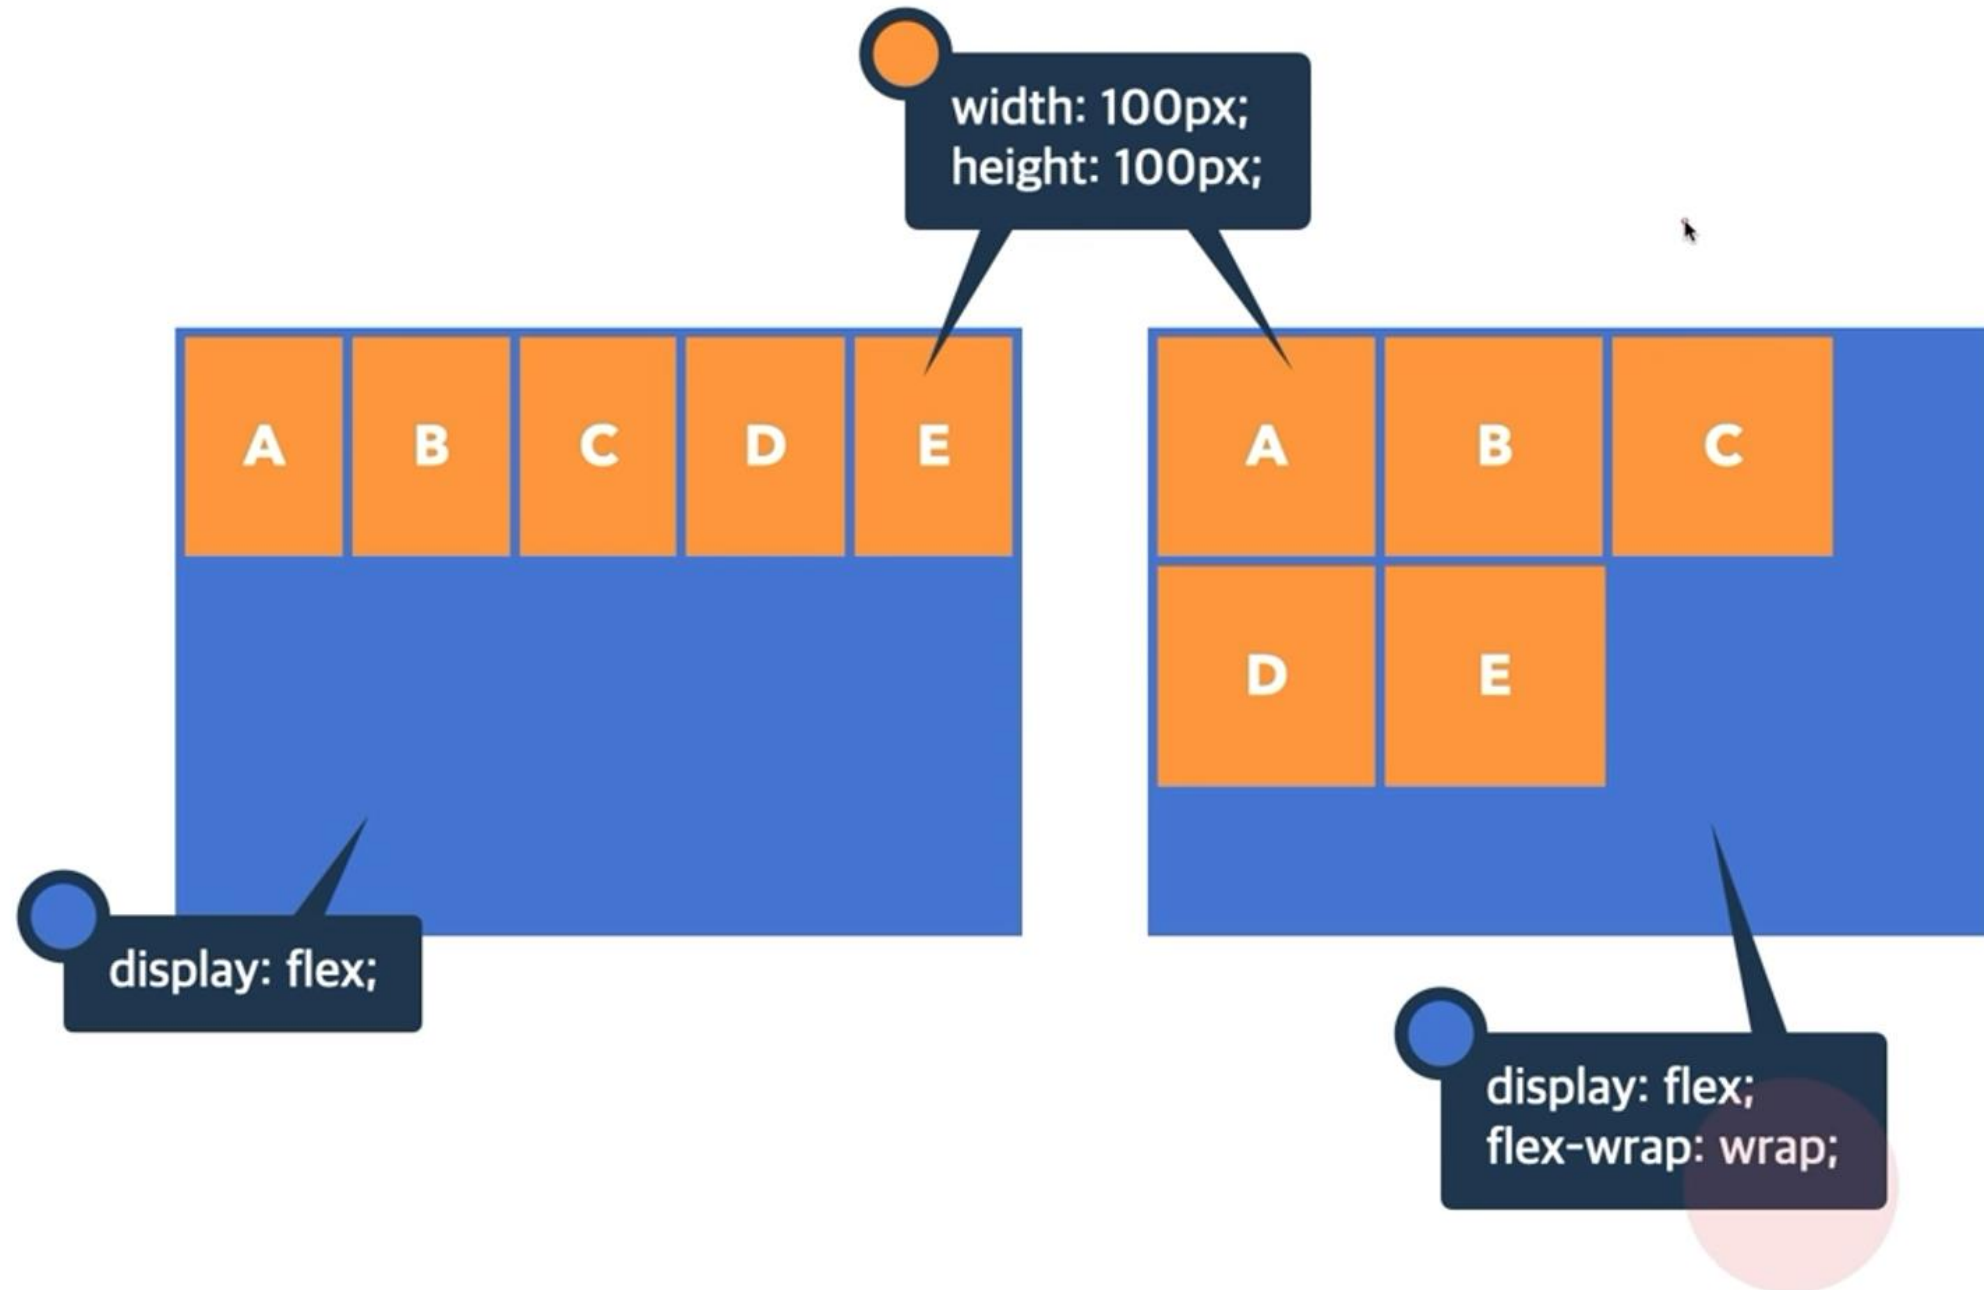 width: 100px;
height: 100px;
A B C D E
A B C
D E
display: flex;
display: flex;
flex-wrap: wrap;